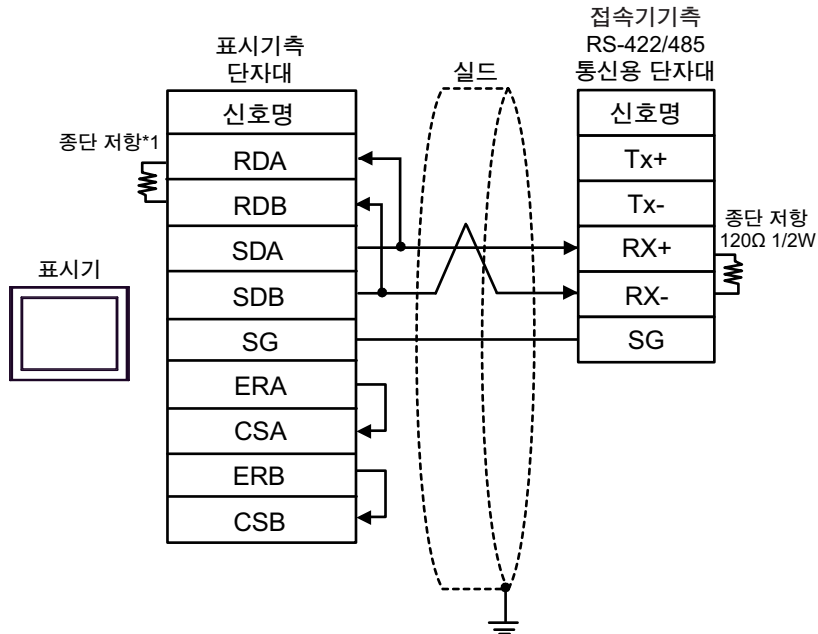 접속기기측
RS-422/485
통신용 단자대
표시기측
단자대
실드
신호명
신호명
종단 저항*1
RDA
RDB
SDA
SDB
SG
ERA
CSA
ERB
CSB
Tx+
Tx-
RX+
RX-
SG
종단 저항
120Ω 1/2W
표시기